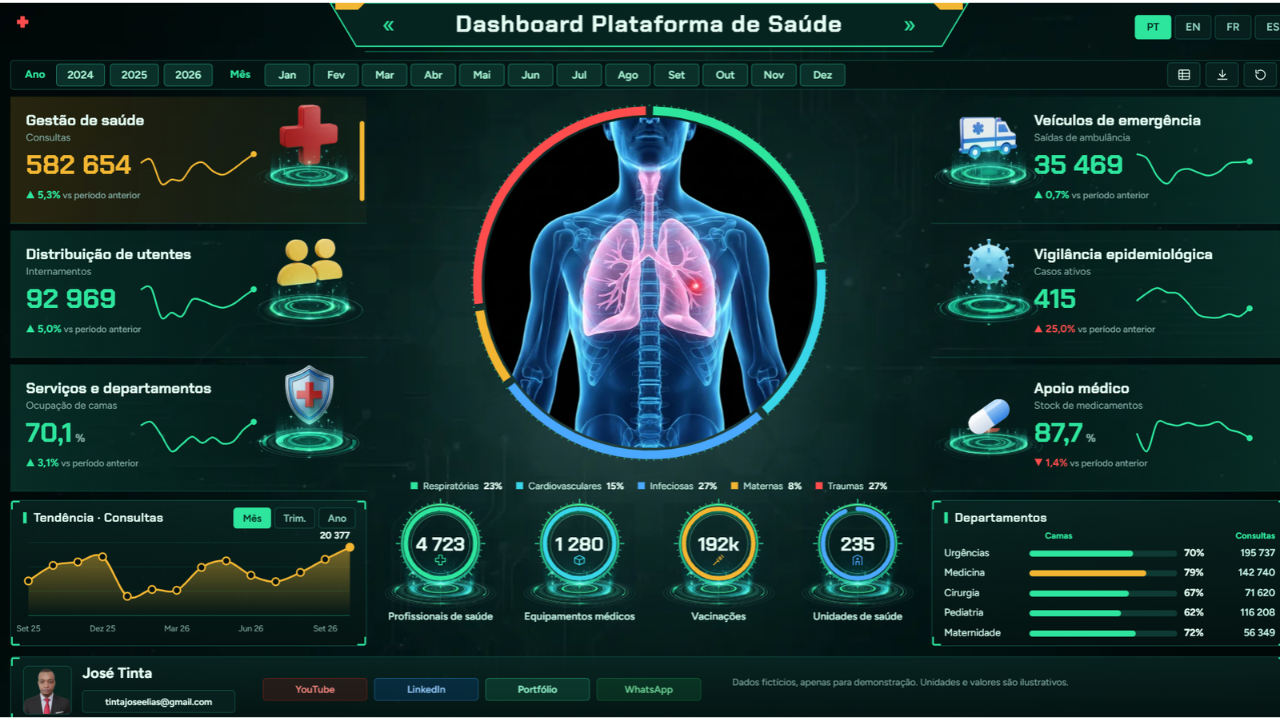 « Dashboard Plataforma de Saúde »
PT EN FR ES
Ano 2024 2025 2026 Mês Jan Fev Mar Abr Mai Jun Jul Ago Set Out Nov Dez
Gestão de saúde
Consultas
582 654
▲ 5,3% vs período anterior
Distribuição de utentes
Internamentos
92 969
▲ 5,0% vs período anterior
Serviços e departamentos
Ocupação de camas
70,1 %
▲ 3,1% vs período anterior
Veículos de emergência
Saídas de ambulância
35 469
▲ 0,7% vs período anterior
Vigilância epidemiológica
Casos ativos
415
▲ 25,0% vs período anterior
Apoio médico
Stock de medicamentos
87,7 %
▼ 1,4% vs período anterior
Respiratórias 23% Cardiovasculares 15% Infeciosas 27% Maternas 8% Traumas 27%
Tendência · Consultas Mês Trim. Ano
20 377
Set 25 Dez 25 Mar 26 Jun 26 Set 26
4 723 1 280 192k 235
Profissionais de saúde Equipamentos médicos Vacinações Unidades de saúde
Departamentos
Camas Consultas
Urgências 70% 195 737
Medicina 79% 142 740
Cirurgia 67% 71 620
Pediatria 62% 116 208
Maternidade 72% 56 349
José Tinta
tintajoseelias@gmail.com
YouTube LinkedIn Portfólio WhatsApp
Dados fictícios, apenas para demonstração. Unidades e valores são ilustrativos.